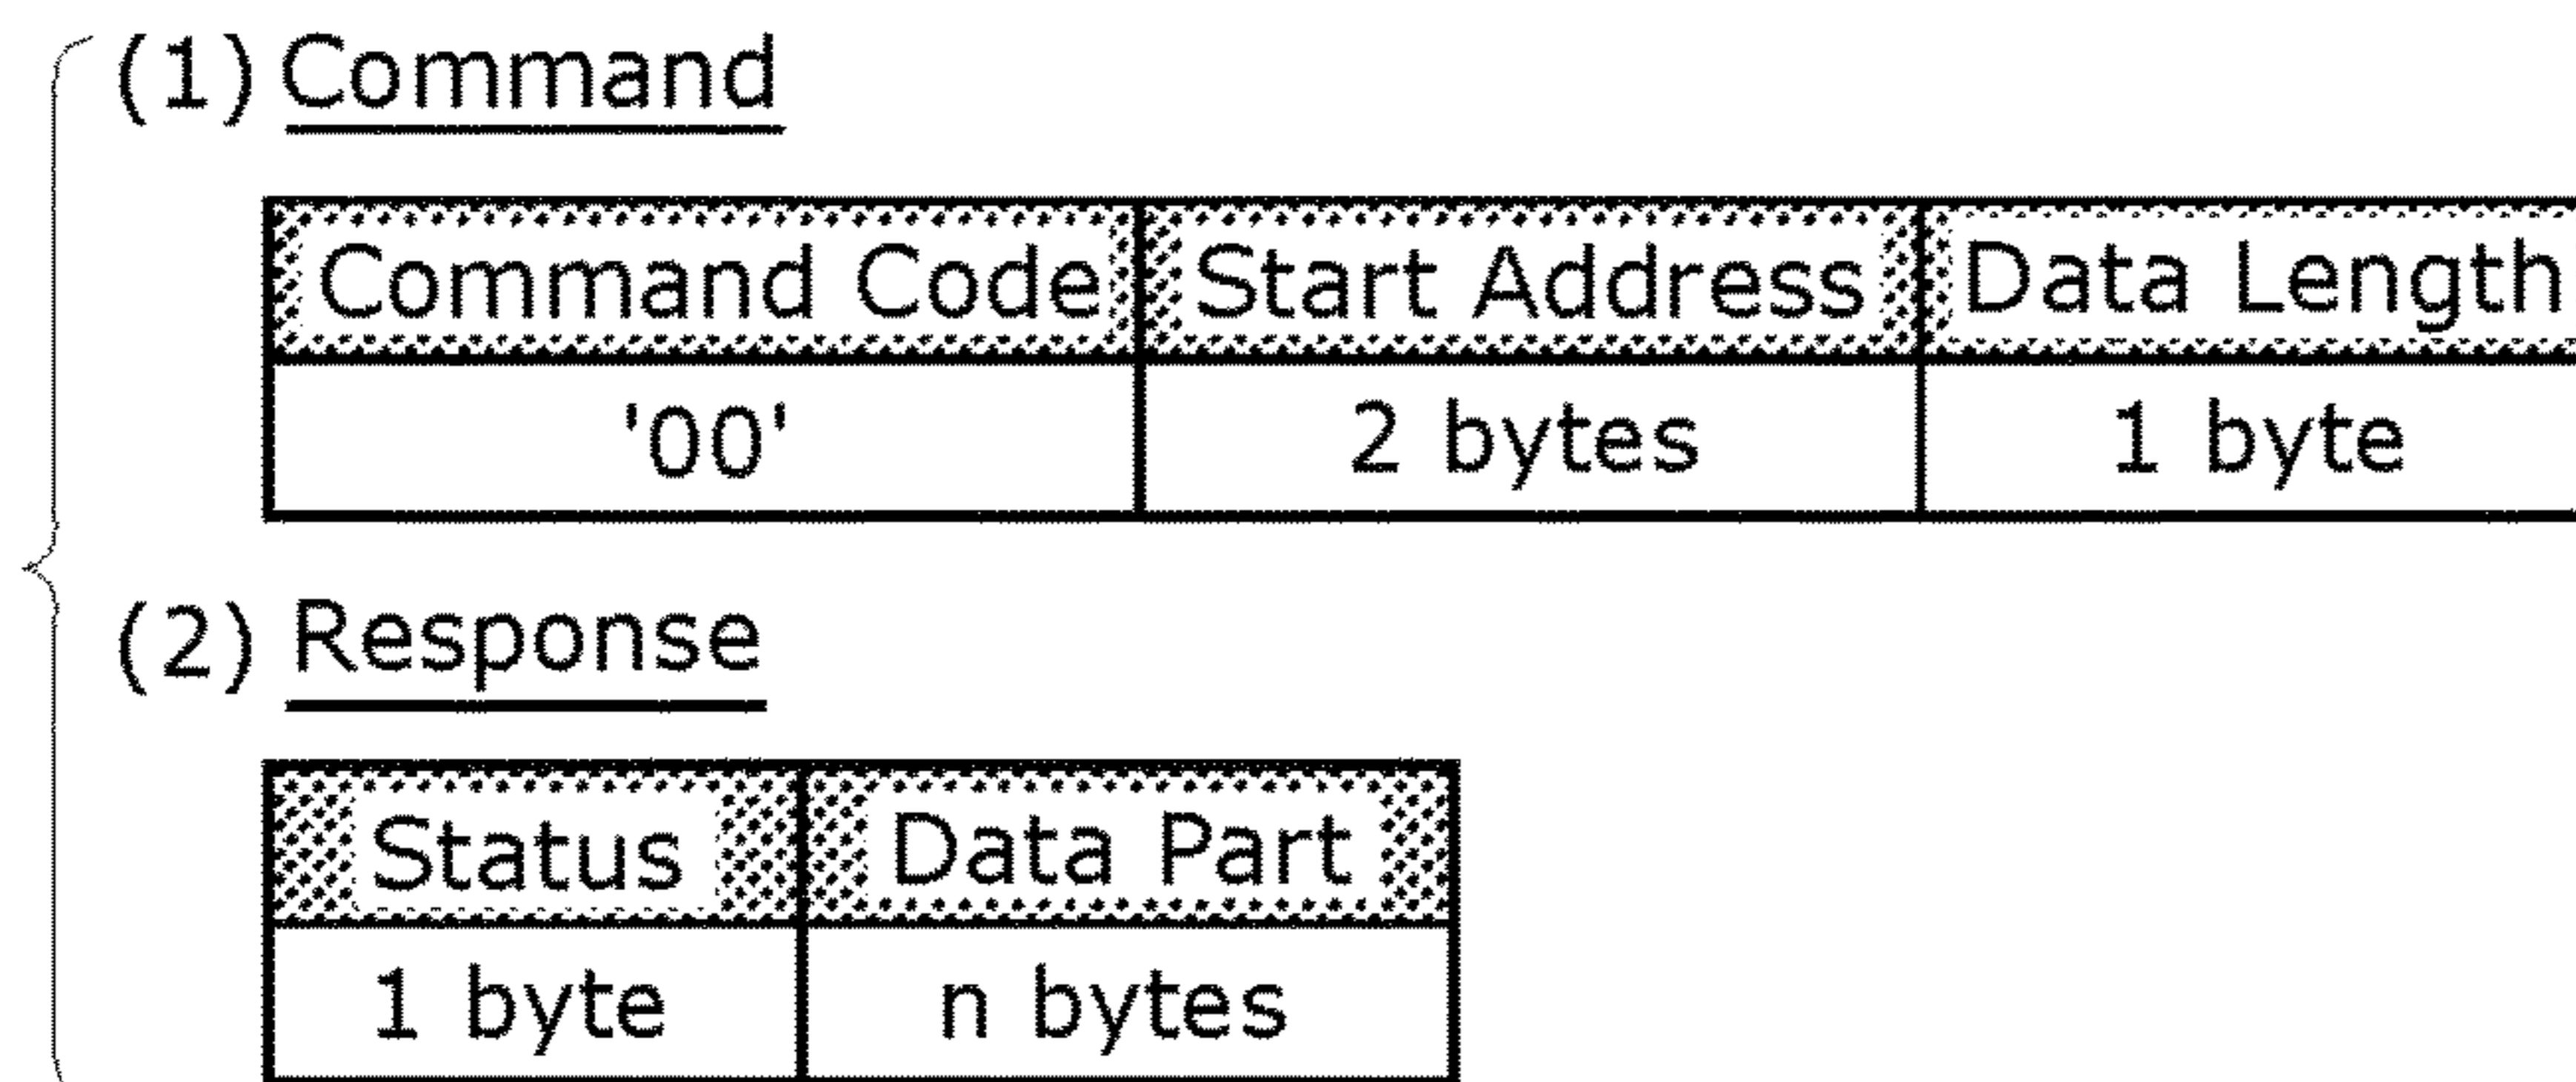 (1) Command
Command Code Start Address Data Length
'00' 2 bytes 1 byte
(2) Response
Status Data Part
1 byte n bytes